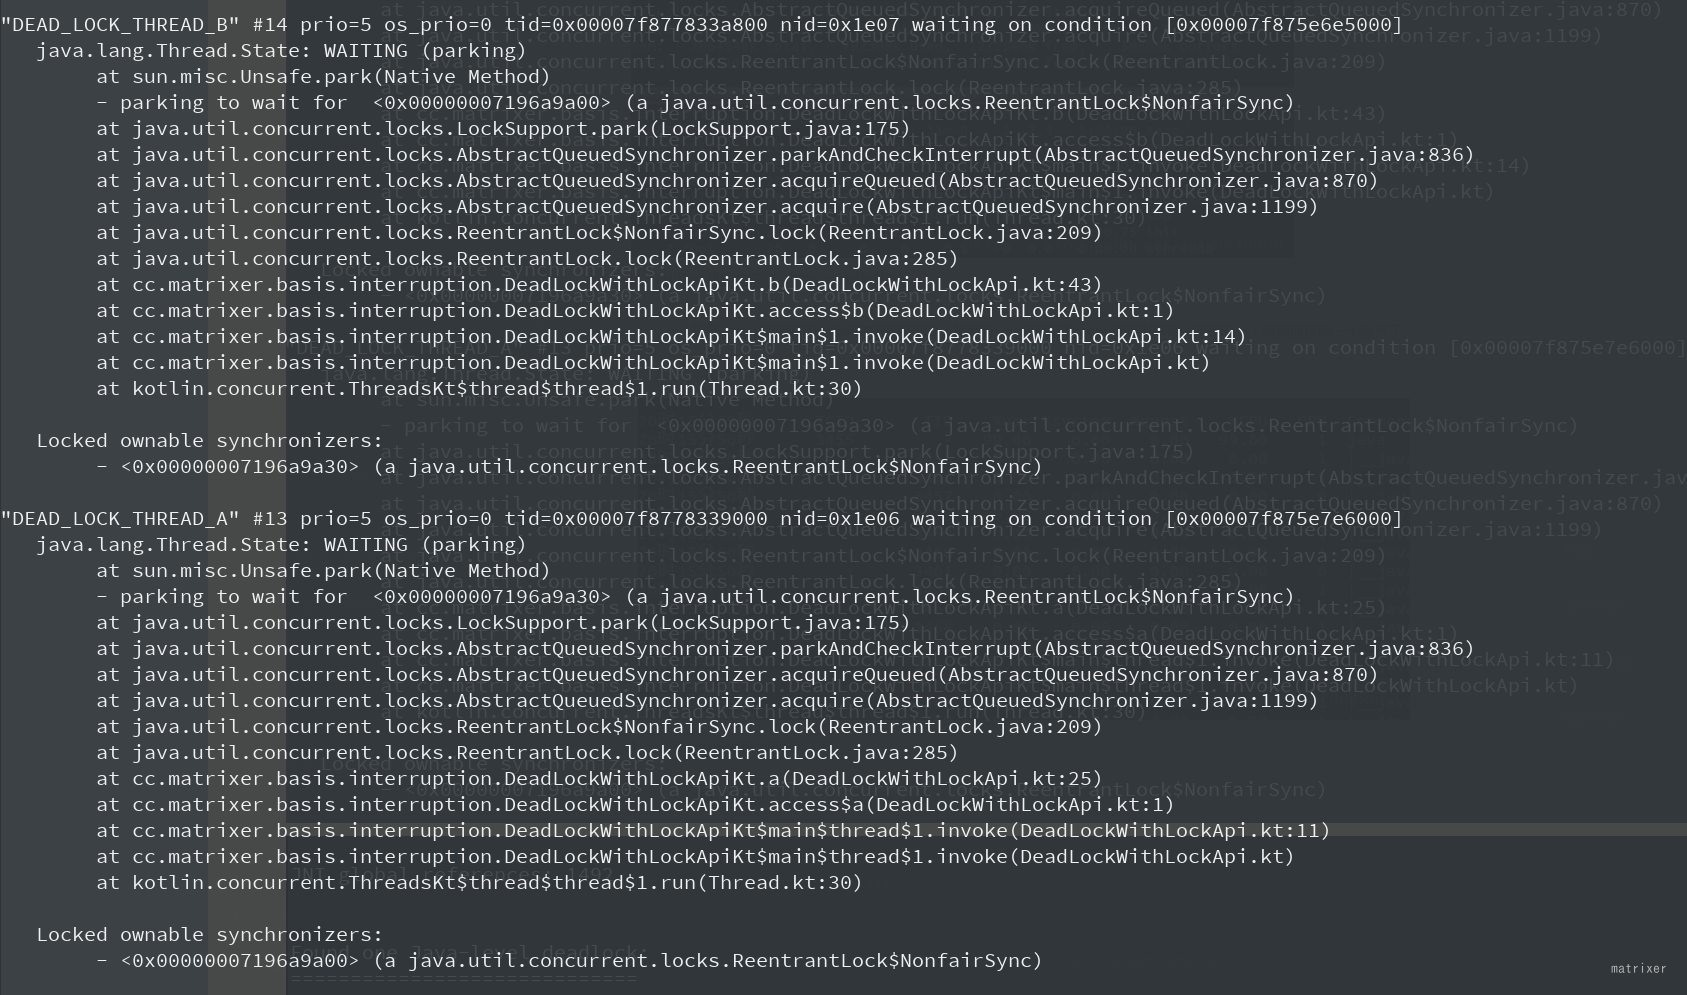 "DEAD_LOCK_THREAD_B" #14 prio=5 os_prio=0 tid=0x00007f877833a800 nid=0x1e07 waiting on condition [0x00007f875e6e5000]
   java.lang.Thread.State: WAITING (parking)
        at sun.misc.Unsafe.park(Native Method)
        - parking to wait for  <0x00000007196a9a00> (a java.util.concurrent.locks.ReentrantLock$NonfairSync)
        at java.util.concurrent.locks.LockSupport.park(LockSupport.java:175)
        at java.util.concurrent.locks.AbstractQueuedSynchronizer.parkAndCheckInterrupt(AbstractQueuedSynchronizer.java:836)
        at java.util.concurrent.locks.AbstractQueuedSynchronizer.acquireQueued(AbstractQueuedSynchronizer.java:870)
        at java.util.concurrent.locks.AbstractQueuedSynchronizer.acquire(AbstractQueuedSynchronizer.java:1199)
        at java.util.concurrent.locks.ReentrantLock$NonfairSync.lock(ReentrantLock.java:209)
        at java.util.concurrent.locks.ReentrantLock.lock(ReentrantLock.java:285)
        at cc.matrixer.basis.interruption.DeadLockWithLockApiKt.b(DeadLockWithLockApi.kt:43)
        at cc.matrixer.basis.interruption.DeadLockWithLockApiKt.access$b(DeadLockWithLockApi.kt:1)
        at cc.matrixer.basis.interruption.DeadLockWithLockApiKt$main$1.invoke(DeadLockWithLockApi.kt:14)
        at cc.matrixer.basis.interruption.DeadLockWithLockApiKt$main$1.invoke(DeadLockWithLockApi.kt)
        at kotlin.concurrent.ThreadsKt$thread$thread$1.run(Thread.kt:30)

   Locked ownable synchronizers:
        - <0x00000007196a9a30> (a java.util.concurrent.locks.ReentrantLock$NonfairSync)

"DEAD_LOCK_THREAD_A" #13 prio=5 os_prio=0 tid=0x00007f8778339000 nid=0x1e06 waiting on condition [0x00007f875e7e6000]
   java.lang.Thread.State: WAITING (parking)
        at sun.misc.Unsafe.park(Native Method)
        - parking to wait for  <0x00000007196a9a30> (a java.util.concurrent.locks.ReentrantLock$NonfairSync)
        at java.util.concurrent.locks.LockSupport.park(LockSupport.java:175)
        at java.util.concurrent.locks.AbstractQueuedSynchronizer.parkAndCheckInterrupt(AbstractQueuedSynchronizer.java:836)
        at java.util.concurrent.locks.AbstractQueuedSynchronizer.acquireQueued(AbstractQueuedSynchronizer.java:870)
        at java.util.concurrent.locks.AbstractQueuedSynchronizer.acquire(AbstractQueuedSynchronizer.java:1199)
        at java.util.concurrent.locks.ReentrantLock$NonfairSync.lock(ReentrantLock.java:209)
        at java.util.concurrent.locks.ReentrantLock.lock(ReentrantLock.java:285)
        at cc.matrixer.basis.interruption.DeadLockWithLockApiKt.a(DeadLockWithLockApi.kt:25)
        at cc.matrixer.basis.interruption.DeadLockWithLockApiKt.access$a(DeadLockWithLockApi.kt:1)
        at cc.matrixer.basis.interruption.DeadLockWithLockApiKt$main$thread$1.invoke(DeadLockWithLockApi.kt:11)
        at cc.matrixer.basis.interruption.DeadLockWithLockApiKt$main$thread$1.invoke(DeadLockWithLockApi.kt)
        at kotlin.concurrent.ThreadsKt$thread$thread$1.run(Thread.kt:30)

   Locked ownable synchronizers:
        - <0x00000007196a9a00> (a java.util.concurrent.locks.ReentrantLock$NonfairSync)
matrixer